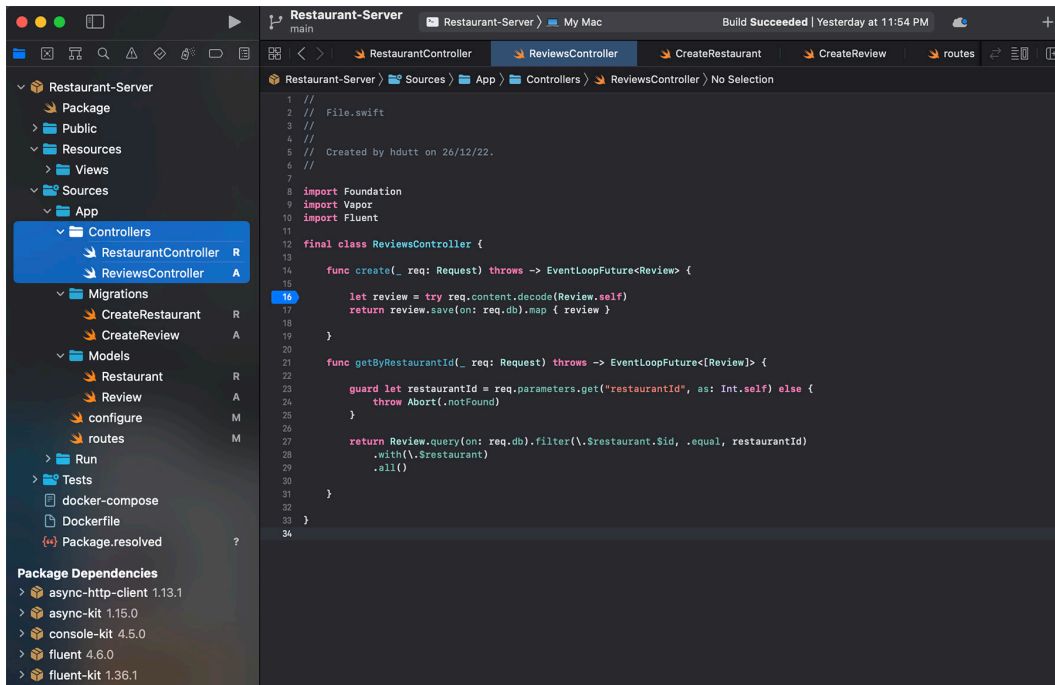 Restaurant-Server
main
Restaurant-Server
My Mac
Build Succeeded | Yesterday at 11:54 PM
RestaurantController
ReviewsController
CreateRestaurant
CreateReview
routes
Restaurant-Server
Sources
App
Controllers
ReviewsController
No Selection
Restaurant-Server
Package
Public
Resources
Views
Sources
App
Controllers
RestaurantController R
ReviewsController A
Migrations
CreateRestaurant R
CreateReview A
Models
Restaurant R
Review A
configure M
routes M
Run
Tests
docker-compose
Dockerfile
Package.resolved ?
Package Dependencies
async-http-client 1.13.1
async-kit 1.15.0
console-kit 4.5.0
fluent 4.6.0
fluent-kit 1.36.1
1 //
2 // File.swift
3 //
4 //
5 // Created by hdutt on 26/12/22.
6 //
7
8 import Foundation
9 import Vapor
10 import Fluent
11
12 final class ReviewsController {
13
14 func create(_ req: Request) throws -> EventLoopFuture<Review> {
15
16 let review = try req.content.decode(Review.self)
17 return review.save(on: req.db).map { review }
18
19 }
20
21 func getByRestaurantId(_ req: Request) throws -> EventLoopFuture<[Review]> {
22
23 guard let restaurantId = req.parameters.get("restaurantId", as: Int.self) else {
24 throw Abort(.notFound)
25 }
26
27 return Review.query(on: req.db).filter(\.$restaurant.$id, .equal, restaurantId)
28 .with(\.$restaurant)
29 .all()
30
31 }
32
33 }
34